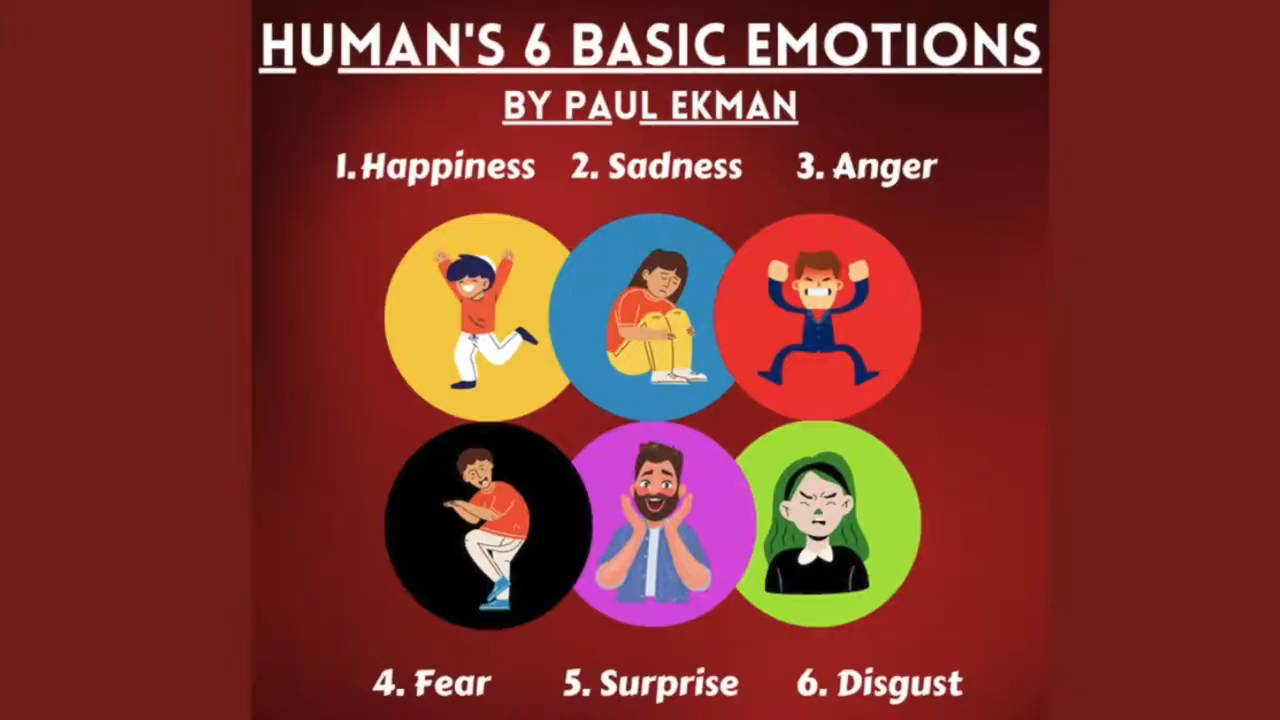 HUMAN'S 6 BASIC EMOTIONS
BY PAUL EKMAN
1. Happiness 2. Sadness 3. Anger
4. Fear 5. Surprise 6. Disgust